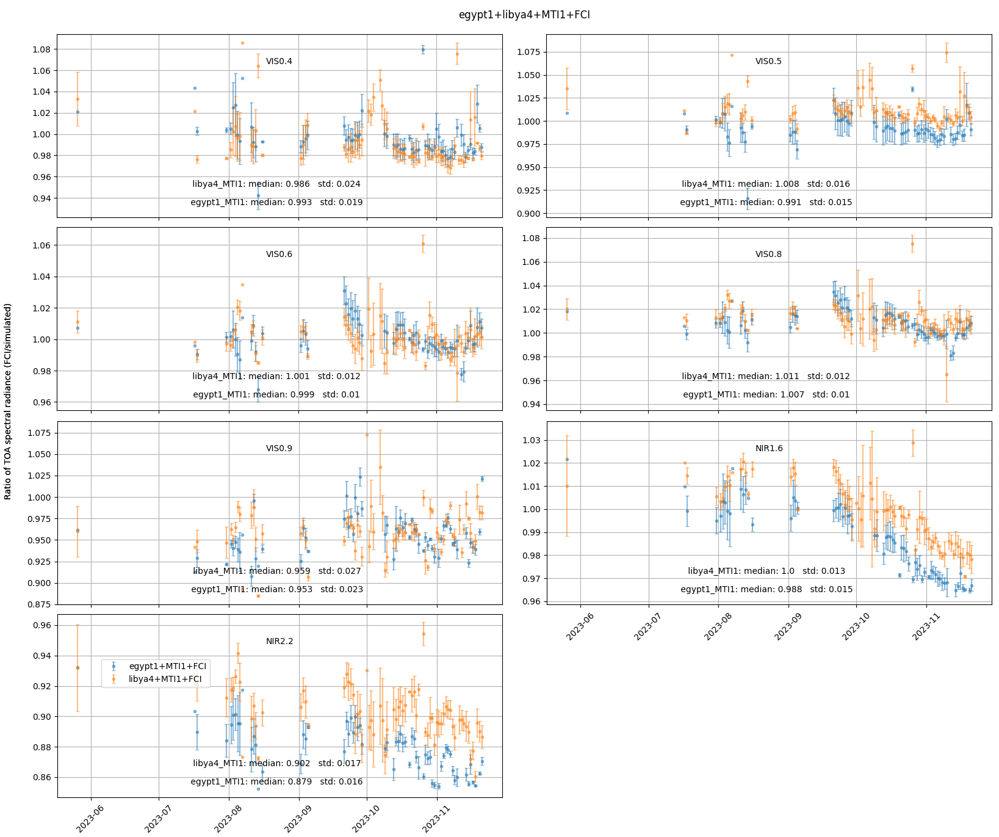 egypt1+libya4+MTI1+FCI
Ratio of TOA spectral radiance (FCI/simulated)
1.08
1.06
1.04
1.02
1.00
0.98
0.96
0.94
VIS0.4
libya4_MTI1: median: 0.986 std: 0.024
egypt1_MTI1: median: 0.993 std: 0.019
1.075
1.050
1.025
1.000
0.975
0.950
0.925
0.900
VIS0.5
libya4_MTI1: median: 1.008 std: 0.016
egypt1_MTI1: median: 0.991 std: 0.015
1.06
1.04
1.02
1.00
0.98
0.96
VIS0.6
libya4_MTI1: median: 1.001 std: 0.012
egypt1_MTI1: median: 0.999 std: 0.01
1.08
1.06
1.04
1.02
1.00
0.98
0.96
0.94
VIS0.8
libya4_MTI1: median: 1.011 std: 0.012
egypt1_MTI1: median: 1.007 std: 0.01
1.075
1.050
1.025
1.000
0.975
0.950
0.925
0.900
0.875
VIS0.9
libya4_MTI1: median: 0.959 std: 0.027
egypt1_MTI1: median: 0.953 std: 0.023
1.03
1.02
1.01
1.00
0.99
0.98
0.97
0.96
NIR1.6
libya4_MTI1: median: 1.0 std: 0.013
egypt1_MTI1: median: 0.988 std: 0.015
2023-06
2023-07
2023-08
2023-09
2023-10
2023-11
0.96
0.94
0.92
0.90
0.88
0.86
NIR2.2
egypt1+MTI1+FCI
libya4+MTI1+FCI
libya4_MTI1: median: 0.902 std: 0.017
egypt1_MTI1: median: 0.879 std: 0.016
2023-06
2023-07
2023-08
2023-09
2023-10
2023-11